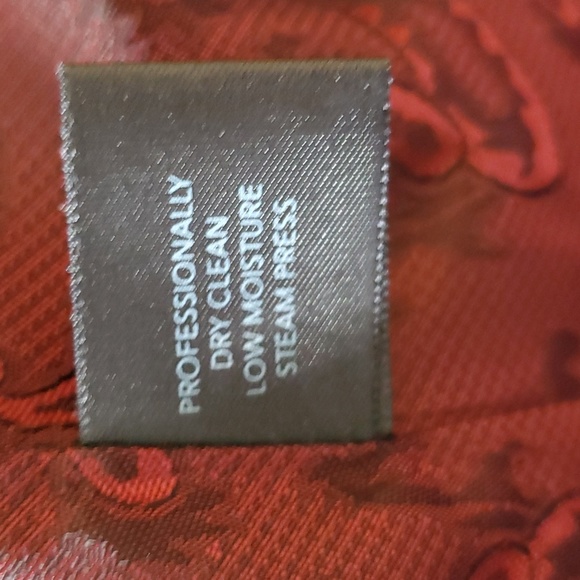 PROFESSIONALLY
DRY CLEAN
LOW MOISTURE
STEAM PRESS